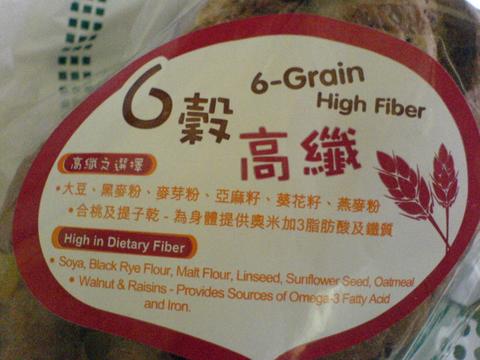 6穀
6-Grain
High Fiber
高纖
高纖之選擇
•大豆、黑麥粉、麥芽粉、亞麻籽、葵花籽、燕麥粉
•合桃及提子乾 - 為身體提供奧米加3脂肪酸及鐵質
High in Dietary Fiber
• Soya, Black Rye Flour, Malt Flour, Linseed, Sunflower Seed, Oatmeal
• Walnut & Raisins - Provides Sources of Omega-3 Fatty Acid
and Iron.